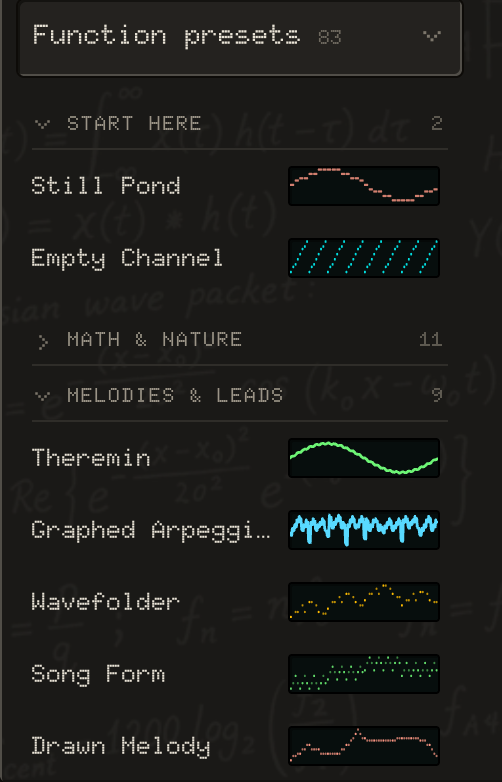 Function presets 83
START HERE 2
Still Pond
Empty Channel
MATH & NATURE 11
MELODIES & LEADS 9
Theremin
Graphed Arpeggi…
Wavefolder
Song Form
Drawn Melody